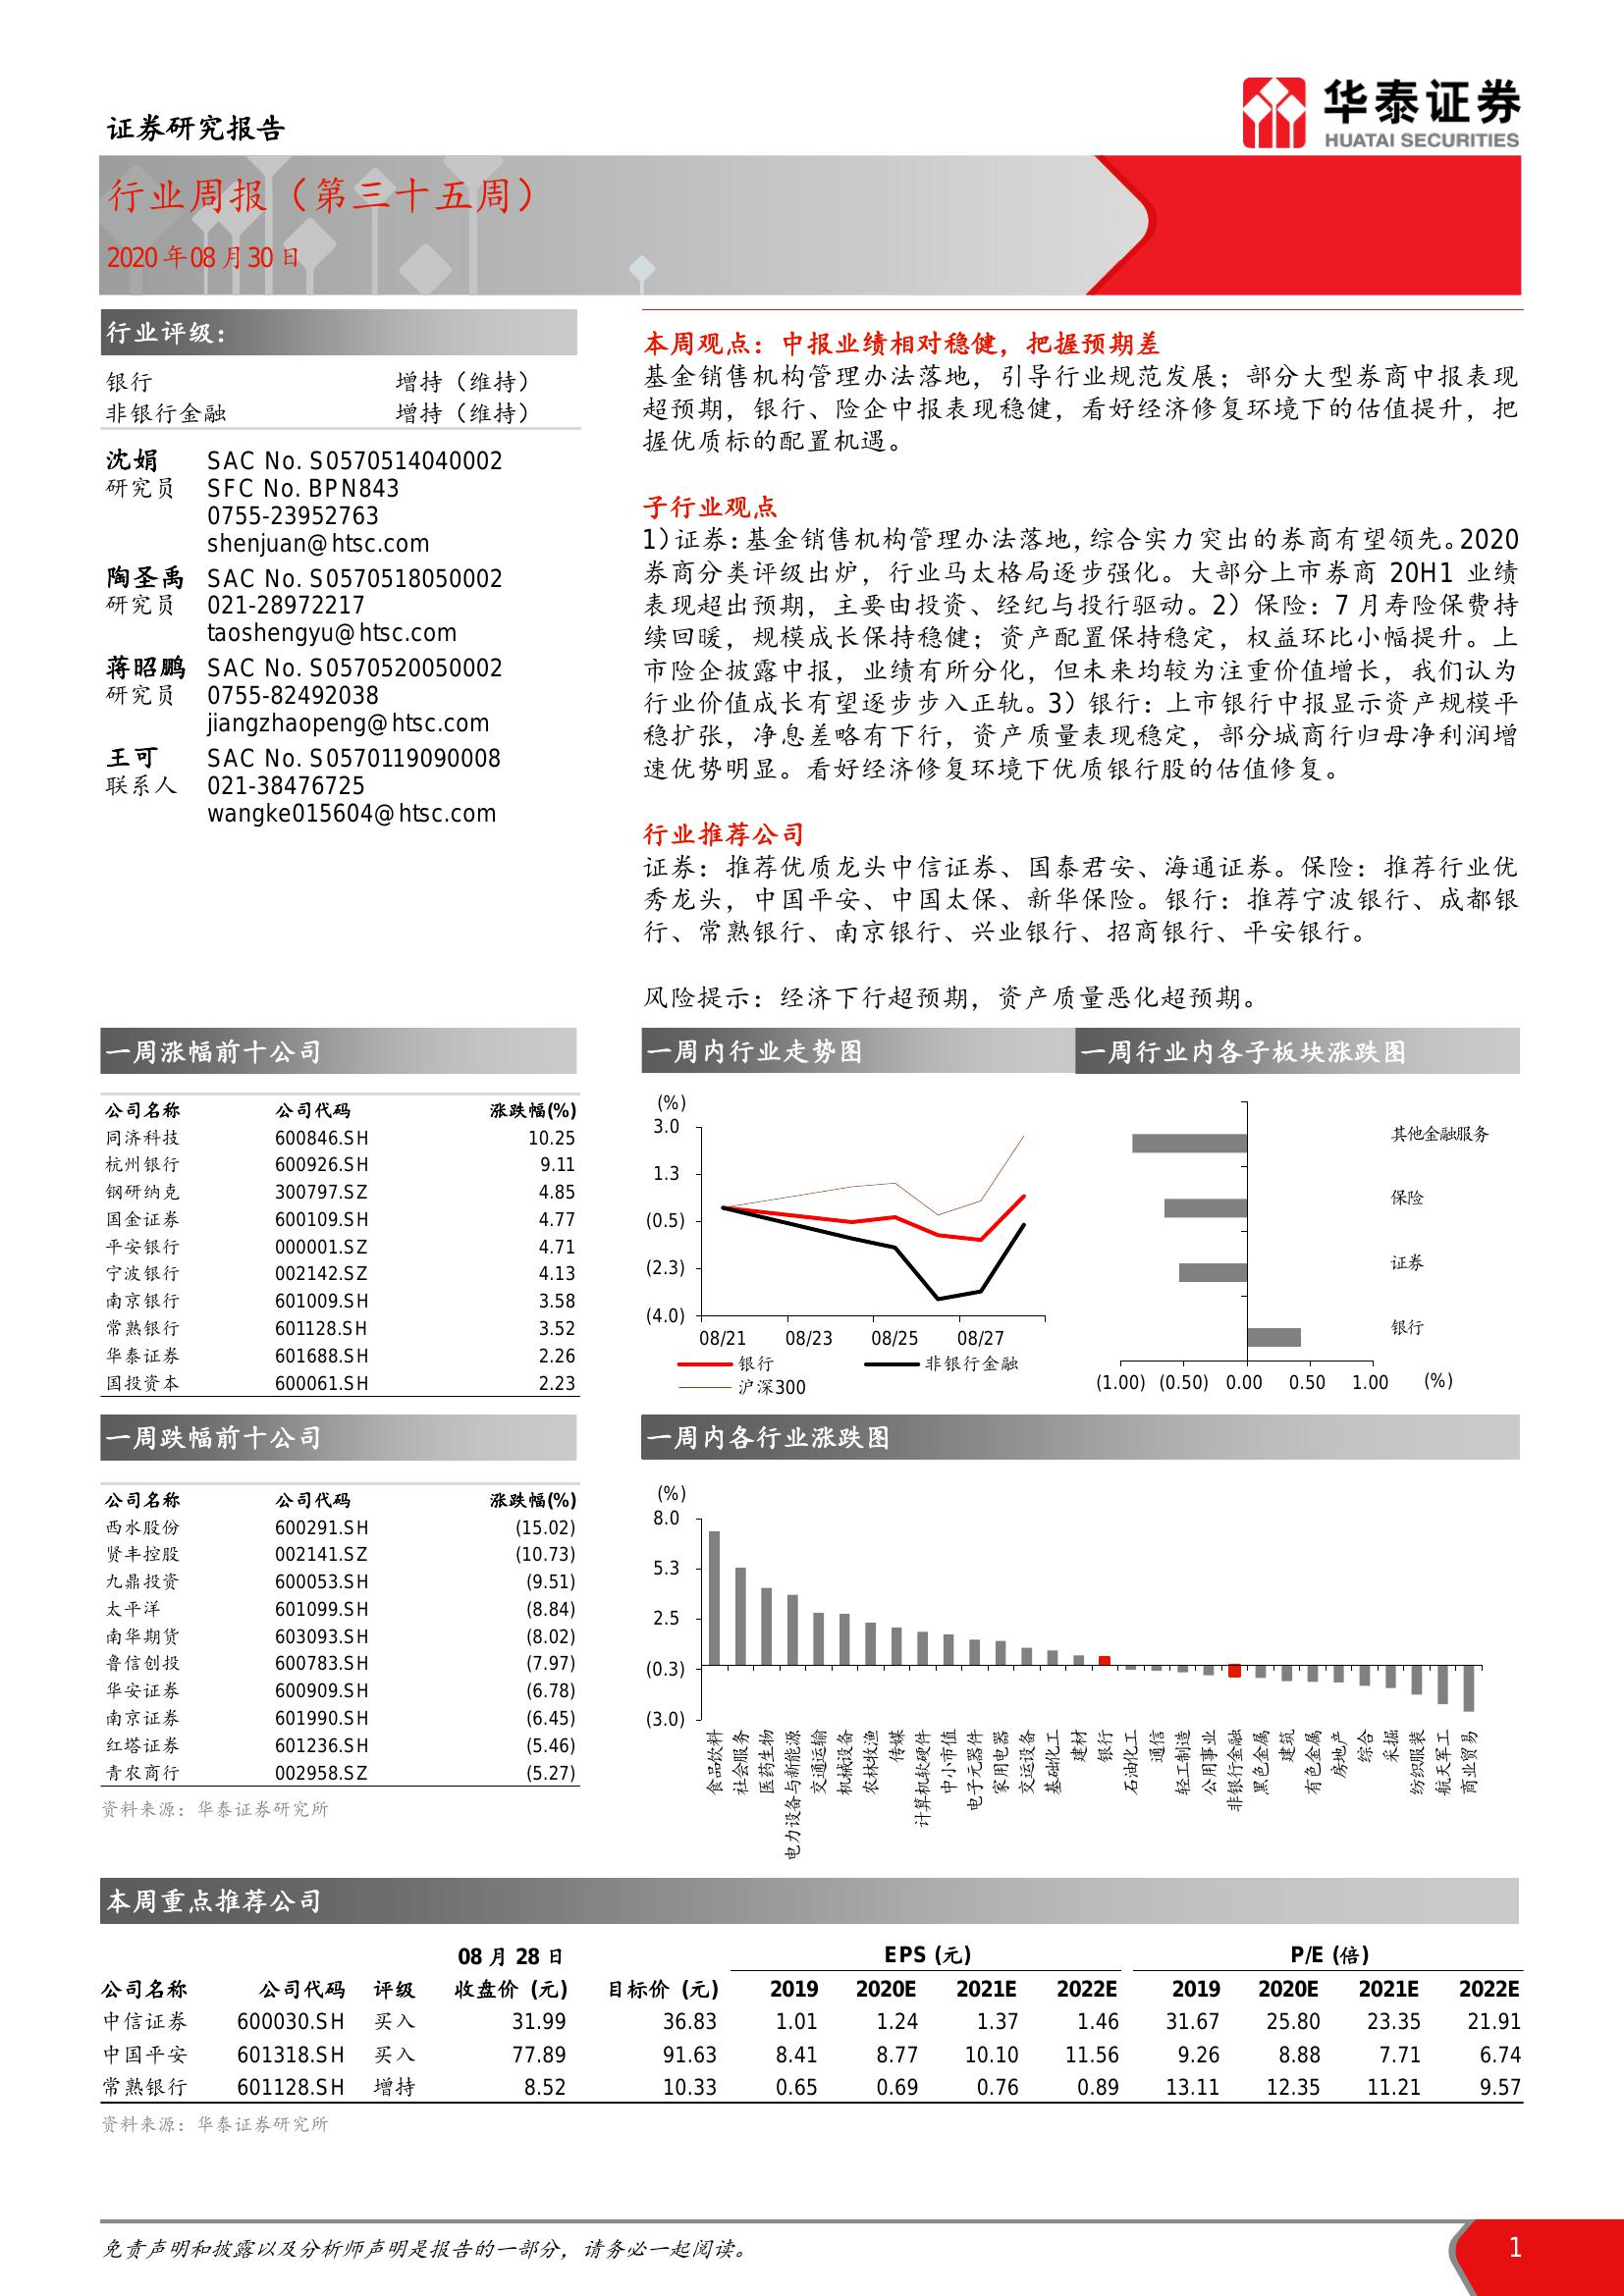 证券研究报告
华泰证券
HUATAI SECURITIES
行业周报（第三十五周）
2020年08月30日
行业评级：
银行 增持（维持）
非银行金融 增持（维持）
沈娟 SAC No. S0570514040002
研究员 SFC No. BPN843
0755-23952763
shenjuan@htsc.com
陶圣禹 SAC No. S0570518050002
研究员 021-28972217
taoshengyu@htsc.com
蒋昭鹏 SAC No. S0570520050002
研究员 0755-82492038
jiangzhaopeng@htsc.com
王可 SAC No. S0570119090008
联系人 021-38476725
wangke015604@htsc.com
本周观点：中报业绩相对稳健，把握预期差
基金销售机构管理办法落地，引导行业规范发展；部分大型券商中报表现
超预期，银行、险企中报表现稳健，看好经济修复环境下的估值提升，把
握优质标的配置机遇。
子行业观点
1）证券：基金销售机构管理办法落地，综合实力突出的券商有望领先。2020
券商分类评级出炉，行业马太格局逐步强化。大部分上市券商 20H1 业绩
表现超出预期，主要由投资、经纪与投行驱动。2）保险：7 月寿险保费持
续回暖，规模成长保持稳健；资产配置保持稳定，权益环比小幅提升。上
市险企披露中报，业绩有所分化，但未来均较为注重价值增长，我们认为
行业价值成长有望逐步步入正轨。3）银行：上市银行中报显示资产规模平
稳扩张，净息差略有下行，资产质量表现稳定，部分城商行归母净利润增
速优势明显。看好经济修复环境下优质银行股的估值修复。
行业推荐公司
证券：推荐优质龙头中信证券、国泰君安、海通证券。保险：推荐行业优
秀龙头，中国平安、中国太保、新华保险。银行：推荐宁波银行、成都银
行、常熟银行、南京银行、兴业银行、招商银行、平安银行。
风险提示：经济下行超预期，资产质量恶化超预期。
一周涨幅前十公司
公司名称 公司代码 涨跌幅(%)
同济科技 600846.SH 10.25
杭州银行 600926.SH 9.11
钢研纳克 300797.SZ 4.85
国金证券 600109.SH 4.77
平安银行 000001.SZ 4.71
宁波银行 002142.SZ 4.13
南京银行 601009.SH 3.58
常熟银行 601128.SH 3.52
华泰证券 601688.SH 2.26
国投资本 600061.SH 2.23
一周跌幅前十公司
公司名称 公司代码 涨跌幅(%)
西水股份 600291.SH (15.02)
贤丰控股 002141.SZ (10.73)
九鼎投资 600053.SH (9.51)
太平洋 601099.SH (8.84)
南华期货 603093.SH (8.02)
鲁信创投 600783.SH (7.97)
华安证券 600909.SH (6.78)
南京证券 601990.SH (6.45)
红塔证券 601236.SH (5.46)
青农商行 002958.SZ (5.27)
资料来源：华泰证券研究所
一周内行业走势图
(%)
3.0
1.3
(0.5)
(2.3)
(4.0)
08/21 08/23 08/25 08/27
银行 非银行金融
沪深300
一周行业内各子板块涨跌图
其他金融服务
保险
证券
银行
(1.00) (0.50) 0.00 0.50 1.00 (%)
一周内各行业涨跌图
(%)
8.0
5.3
2.5
(0.3)
(3.0)
食品饮料
社会服务
医药生物
电力设备与新能源
交通运输
机械设备
农林牧渔
传媒
计算机软硬件
中小市值
电子元器件
家用电器
交运设备
基础化工
建材
银行
石油化工
通信
轻工制造
公用事业
非银行金融
黑色金属
建筑
有色金属
房地产
综合
采掘
纺织服装
航天军工
商业贸易
本周重点推荐公司
08 月 28 日 EPS (元) P/E (倍)
公司名称 公司代码 评级 收盘价 (元) 目标价 (元) 2019 2020E 2021E 2022E 2019 2020E 2021E 2022E
中信证券 600030.SH 买入 31.99 36.83 1.01 1.24 1.37 1.46 31.67 25.80 23.35 21.91
中国平安 601318.SH 买入 77.89 91.63 8.41 8.77 10.10 11.56 9.26 8.88 7.71 6.74
常熟银行 601128.SH 增持 8.52 10.33 0.65 0.69 0.76 0.89 13.11 12.35 11.21 9.57
资料来源：华泰证券研究所
免责声明和披露以及分析师声明是报告的一部分，请务必一起阅读。 1